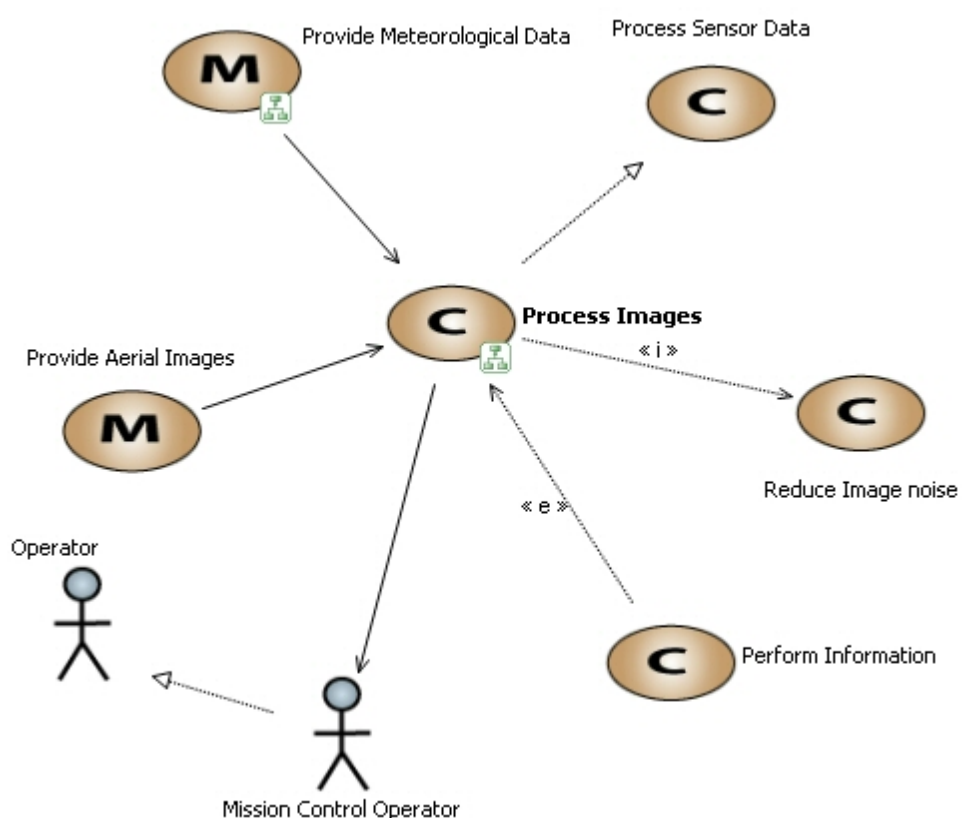 Provide Meteorological Data
Process Sensor Data
M
C
C
Process Images
« i »
Provide Aerial Images
M
C
Reduce Image noise
« e »
Operator
C
Perform Information
Mission Control Operator